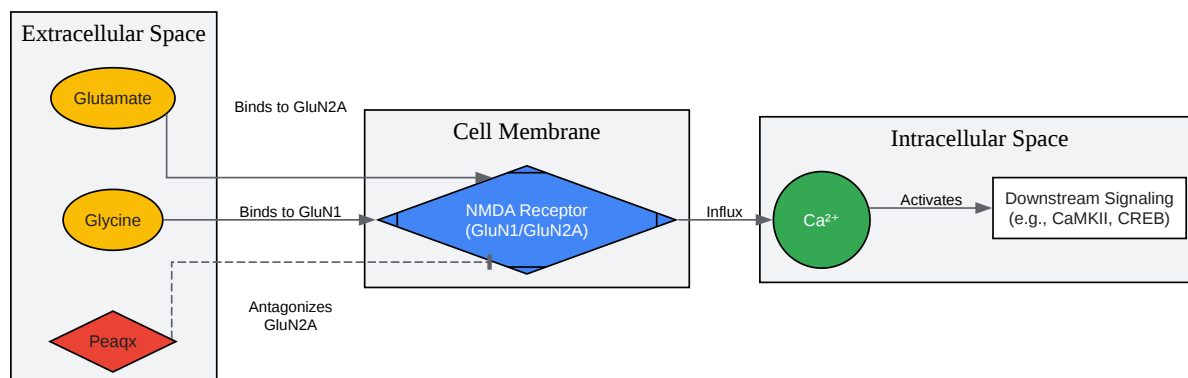 Extracellular Space
Glutamate
Binds to GluN2A
Glycine
Binds to GluN1
Peaqx
Antagonizes
GluN2A
Cell Membrane
NMDA Receptor
(GluN1/GluN2A)
Influx
Intracellular Space
Ca²⁺
Activates
Downstream Signaling
(e.g., CaMKII, CREB)